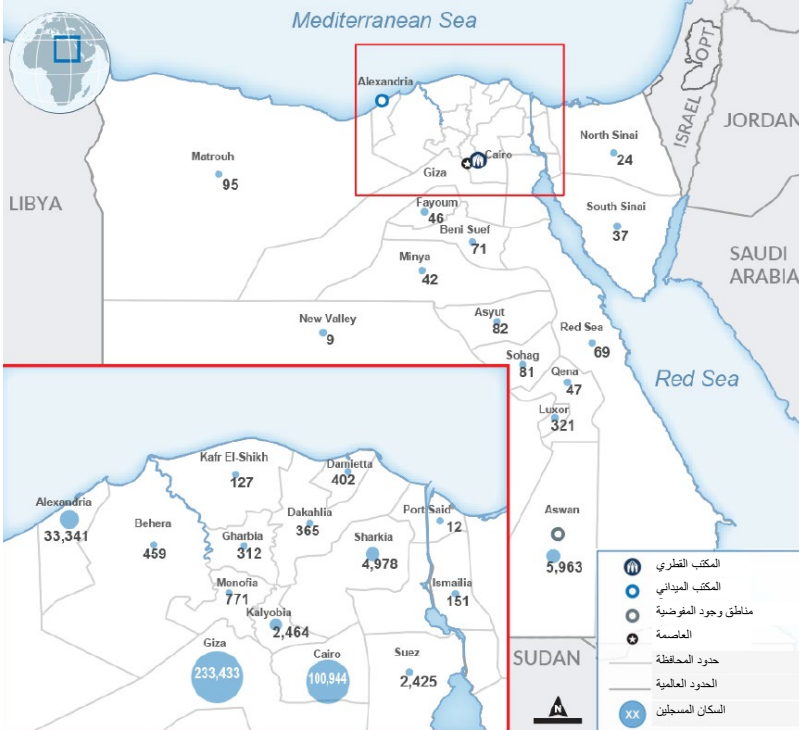 Mediterranean Sea
OPT
ISRAEL
JORDAN
Alexandria
North Sinai
24
Cairo
Matrouh
95
Giza
LIBYA
Fayoum
46
South Sinai
37
Beni Suef
71
SAUDI
ARABIA
Minya
42
Asyut
82
New Valley
9
Red Sea
69
Sohag
81
Qena
47
Red Sea
Luxor
321
Kafr El-Shikh
127
Damietta
402
Alexandria
33,341
Dakahlia
365
Port Said
12
Behera
459
Gharbia
312
Sharkia
4,978
Aswan
5,963
Monofia
771
Ismailia
151
Kalyobia
2,464
Giza
233,433
Cairo
100,944
Suez
2,425
SUDAN
N
المكتب القطري
المكتب الميداني
مناطق وجود المفوضية
العاصمة
حدود المحافظة
الحدود العالمية
XX السكان المسجلين